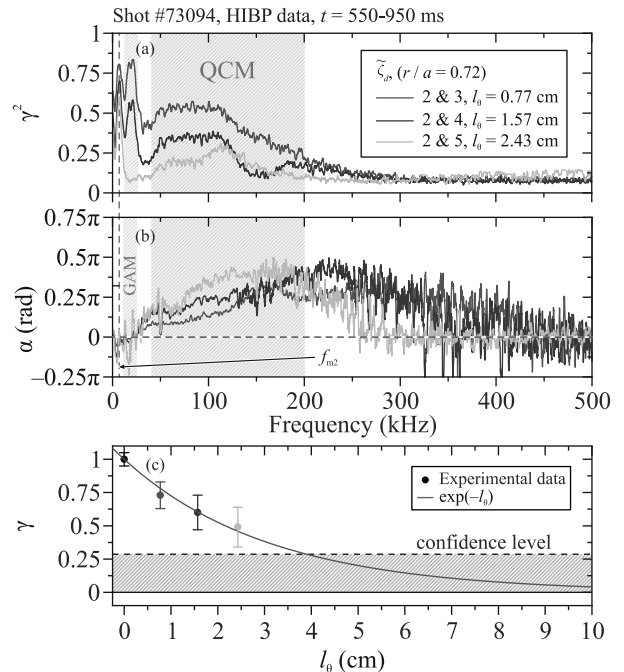 Shot #73094, HIBP data, t = 550-950 ms
(a)
QCM
ζ̃d, (r / a = 0.72)
2 & 3, lθ = 0.77 cm
2 & 4, lθ = 1.57 cm
2 & 5, lθ = 2.43 cm
γ²
1
0.75
0.5
0.25
0
(b)
GAM
α (rad)
0.75π
0.5π
0.25π
0
−0.25π
fm2
0 100 200 300 400 500
Frequency (kHz)
(c)
Experimental data
exp(−lθ)
confidence level
γ
1
0.75
0.5
0.25
0
0 1 2 3 4 5 6 7 8 9 10
lθ (cm)